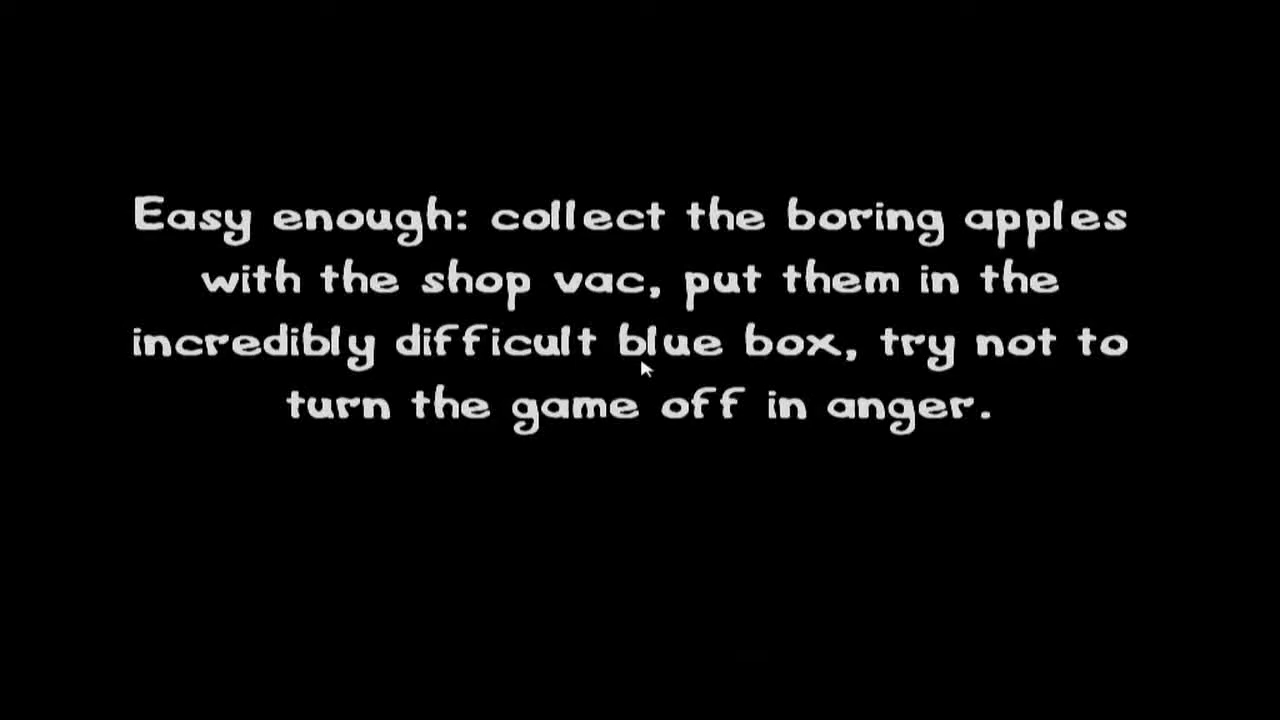 Easy enough: collect the boring apples
with the shop vac, put them in the
incredibly difficult blue box, try not to
turn the game off in anger.